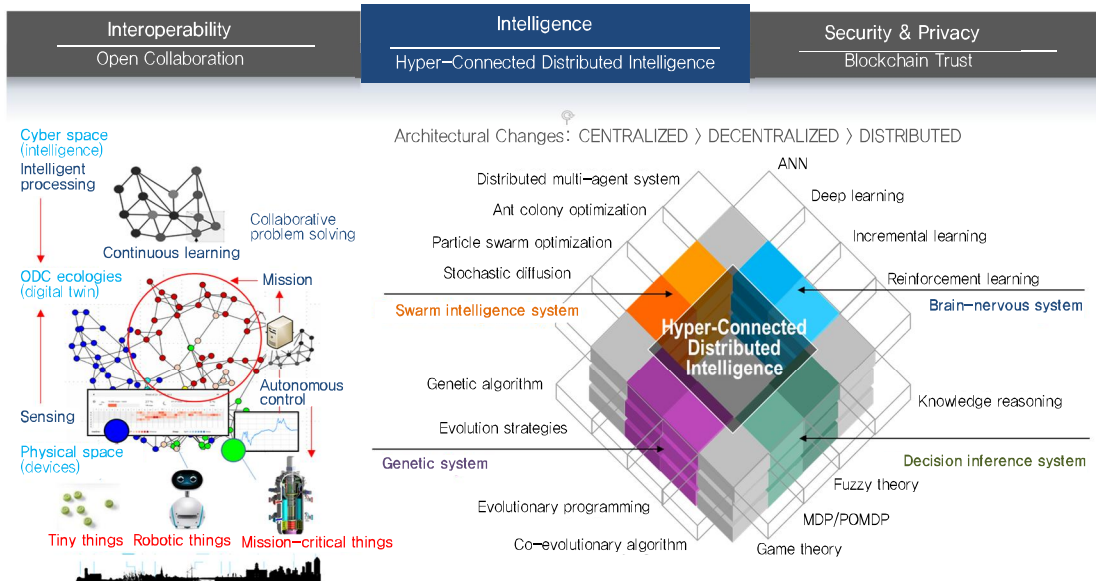 Interoperability
Open Collaboration
Intelligence
Hyper-Connected Distributed Intelligence
Security & Privacy
Blockchain Trust
Cyber space
(intelligence)
Intelligent
processing
Collaborative
problem solving
Continuous learning
ODC ecologies
(digital twin)
Mission
Autonomous
control
Sensing
Physical space
(devices)
Tiny things
Robotic things
Mission-critical things
Architectural Changes: CENTRALIZED > DECENTRALIZED > DISTRIBUTED
Distributed multi-agent system
Ant colony optimization
Particle swarm optimization
Stochastic diffusion
Swarm intelligence system
ANN
Deep learning
Incremental learning
Reinforcement learning
Brain-nervous system
Hyper-Connected
Distributed
Intelligence
Genetic algorithm
Evolution strategies
Genetic system
Evolutionary programming
Co-evolutionary algorithm
Knowledge reasoning
Decision inference system
Fuzzy theory
MDP/POMDP
Game theory